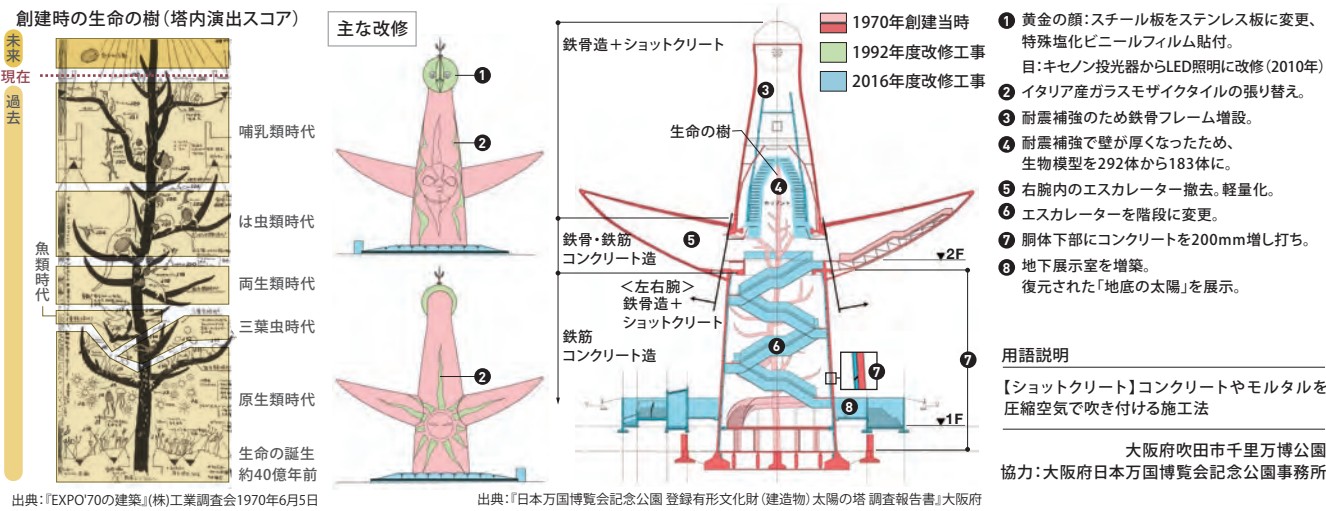 創建時の生命の樹(塔内演出スコア)
未来
現在
過去
哺乳類時代
は虫類時代
魚類時代
両生類時代
三葉虫時代
原生類時代
生命の誕生
約40億年前
出典:『EXPO'70の建築』(株)工業調査会1970年6月5日
主な改修
1
2
2
鉄骨造+ショットクリート
生命の樹
鉄骨・鉄筋
コンクリート造
<左右腕>
鉄骨造+
ショットクリート
鉄筋
コンクリート造
3
4
5
6
7
7
8
▼2F
▼1F
1970年創建当時
1992年度改修工事
2016年度改修工事
出典:『日本万国博覧会記念公園 登録有形文化財(建造物)太陽の塔 調査報告書』大阪府
1 黄金の顔:スチール板をステンレス板に変更、
特殊塩化ビニールフィルム貼付。
目:キセノン投光器からLED照明に改修(2010年)
2 イタリア産ガラスモザイクタイルの張り替え。
3 耐震補強のため鉄骨フレーム増設。
4 耐震補強で壁が厚くなったため、
生物模型を292体から183体に。
5 右腕内のエスカレーター撤去。軽量化。
6 エスカレーターを階段に変更。
7 胴体下部にコンクリートを200mm増し打ち。
8 地下展示室を増築。
復元された「地底の太陽」を展示。
用語説明
【ショットクリート】コンクリートやモルタルを
圧縮空気で吹き付ける施工法
大阪府吹田市千里万博公園
協力:大阪府日本万国博覧会記念公園事務所